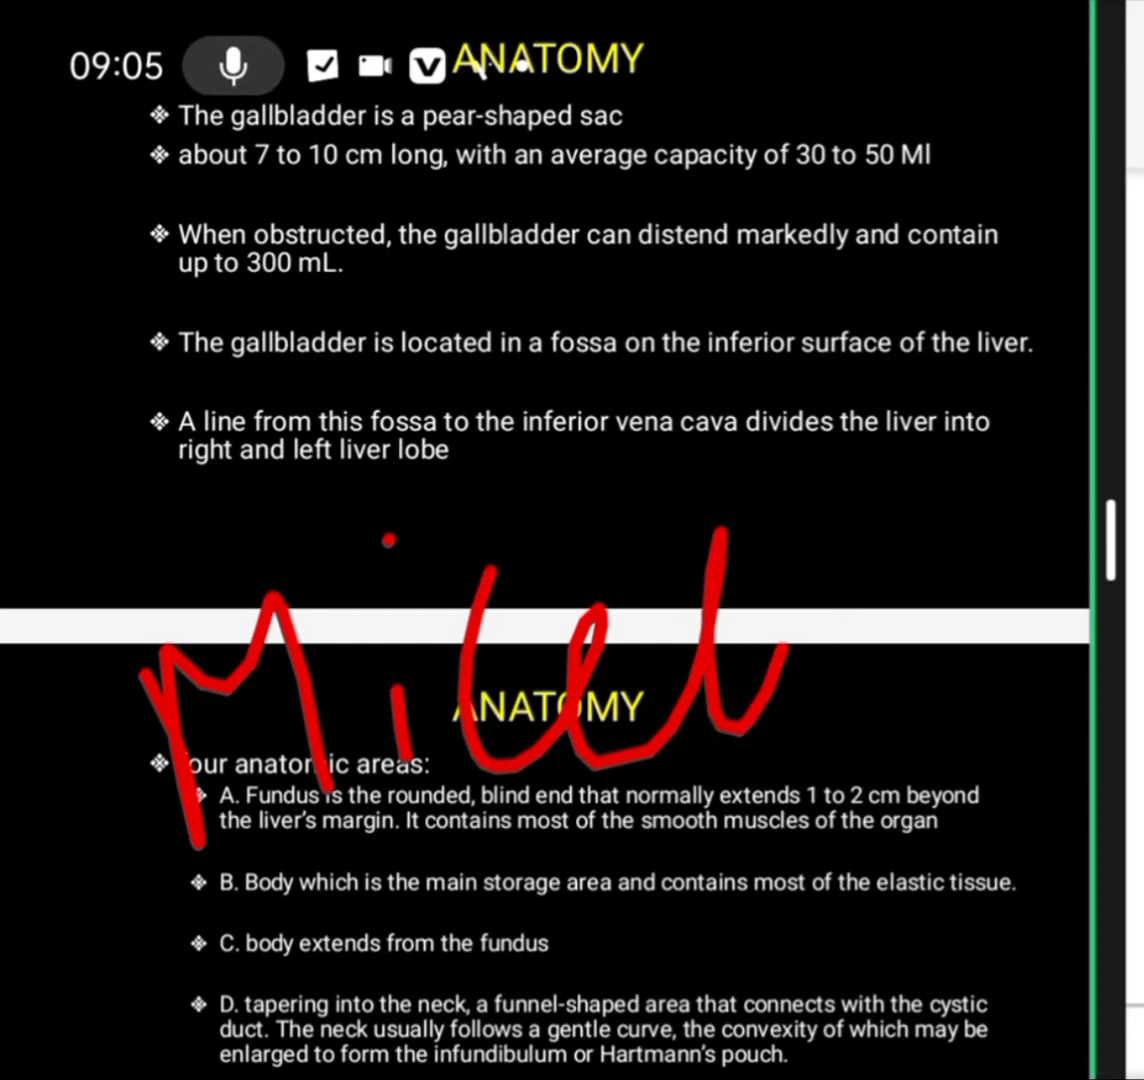 09:05
ANATOMY
❖ The gallbladder is a pear-shaped sac
❖ about 7 to 10 cm long, with an average capacity of 30 to 50 Ml
❖ When obstructed, the gallbladder can distend markedly and contain
up to 300 mL.
❖ The gallbladder is located in a fossa on the inferior surface of the liver.
❖ A line from this fossa to the inferior vena cava divides the liver into
right and left liver lobe
ANATOMY
❖ four anatomic areas:
❖ A. Fundus is the rounded, blind end that normally extends 1 to 2 cm beyond
the liver's margin. It contains most of the smooth muscles of the organ
❖ B. Body which is the main storage area and contains most of the elastic tissue.
❖ C. body extends from the fundus
❖ D. tapering into the neck, a funnel-shaped area that connects with the cystic
duct. The neck usually follows a gentle curve, the convexity of which may be
enlarged to form the infundibulum or Hartmann's pouch.